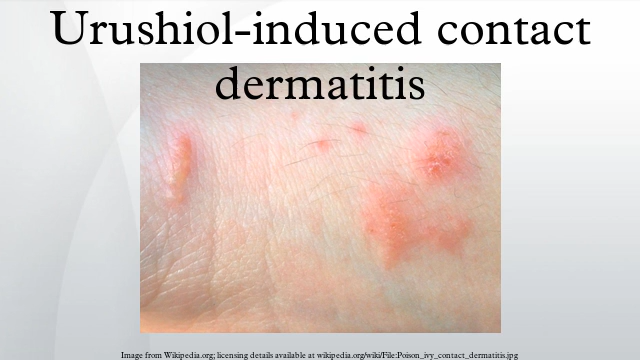 Urushiol-induced contact
dermatitis
Image from Wikipedia.org; licensing details available at wikipedia.org/wiki/File:Poison_ivy_contact_dermatitis.jpg